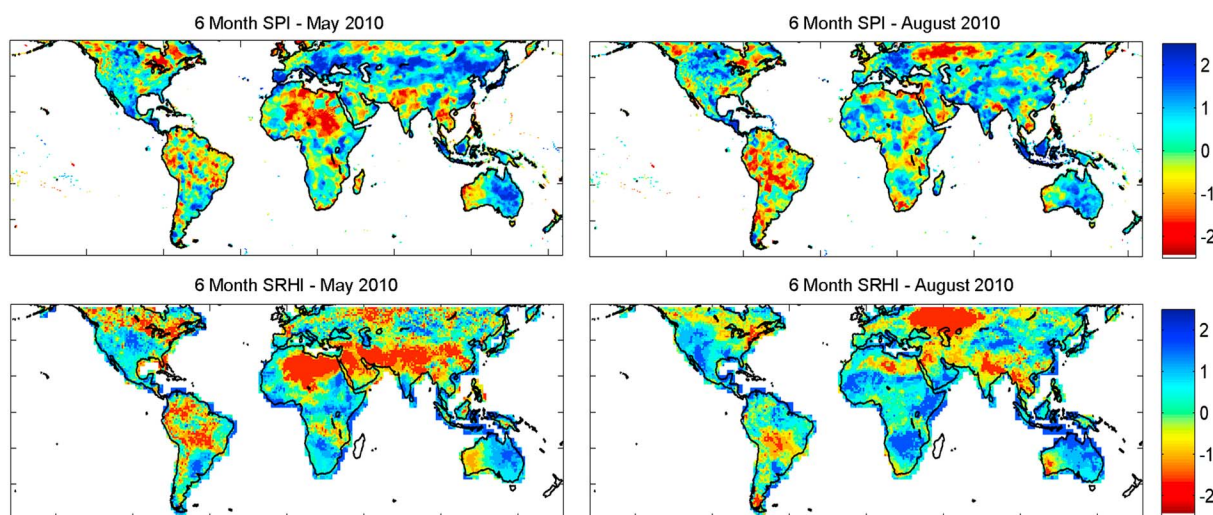 6 Month SPI - May 2010
6 Month SPI - August 2010
2
1
0
-1
-2
6 Month SRHI - May 2010
6 Month SRHI - August 2010
2
1
0
-1
-2